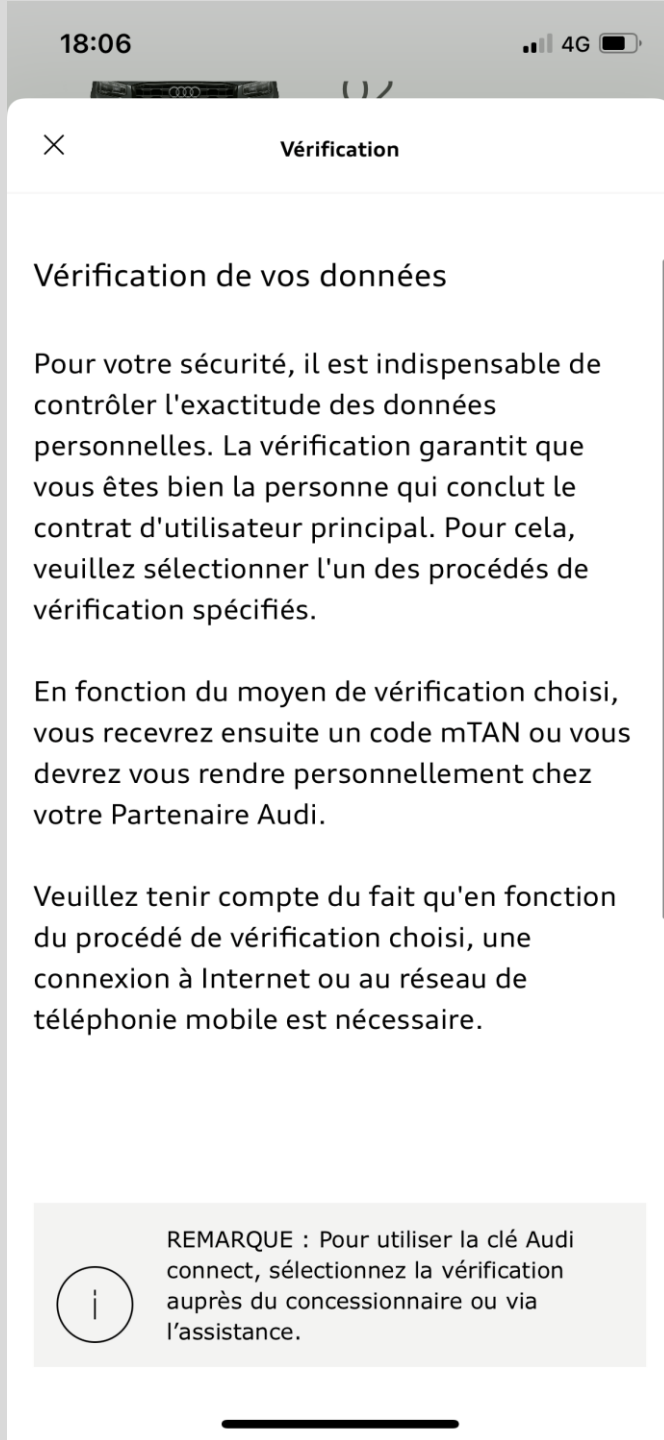 18:06
4G
Vérification
Vérification de vos données
Pour votre sécurité, il est indispensable de
contrôler l'exactitude des données
personnelles. La vérification garantit que
vous êtes bien la personne qui conclut le
contrat d'utilisateur principal. Pour cela,
veuillez sélectionner l'un des procédés de
vérification spécifiés.
En fonction du moyen de vérification choisi,
vous recevrez ensuite un code mTAN ou vous
devrez vous rendre personnellement chez
votre Partenaire Audi.
Veuillez tenir compte du fait qu'en fonction
du procédé de vérification choisi, une
connexion à Internet ou au réseau de
téléphonie mobile est nécessaire.
REMARQUE : Pour utiliser la clé Audi
connect, sélectionnez la vérification
auprès du concessionnaire ou via
l’assistance.